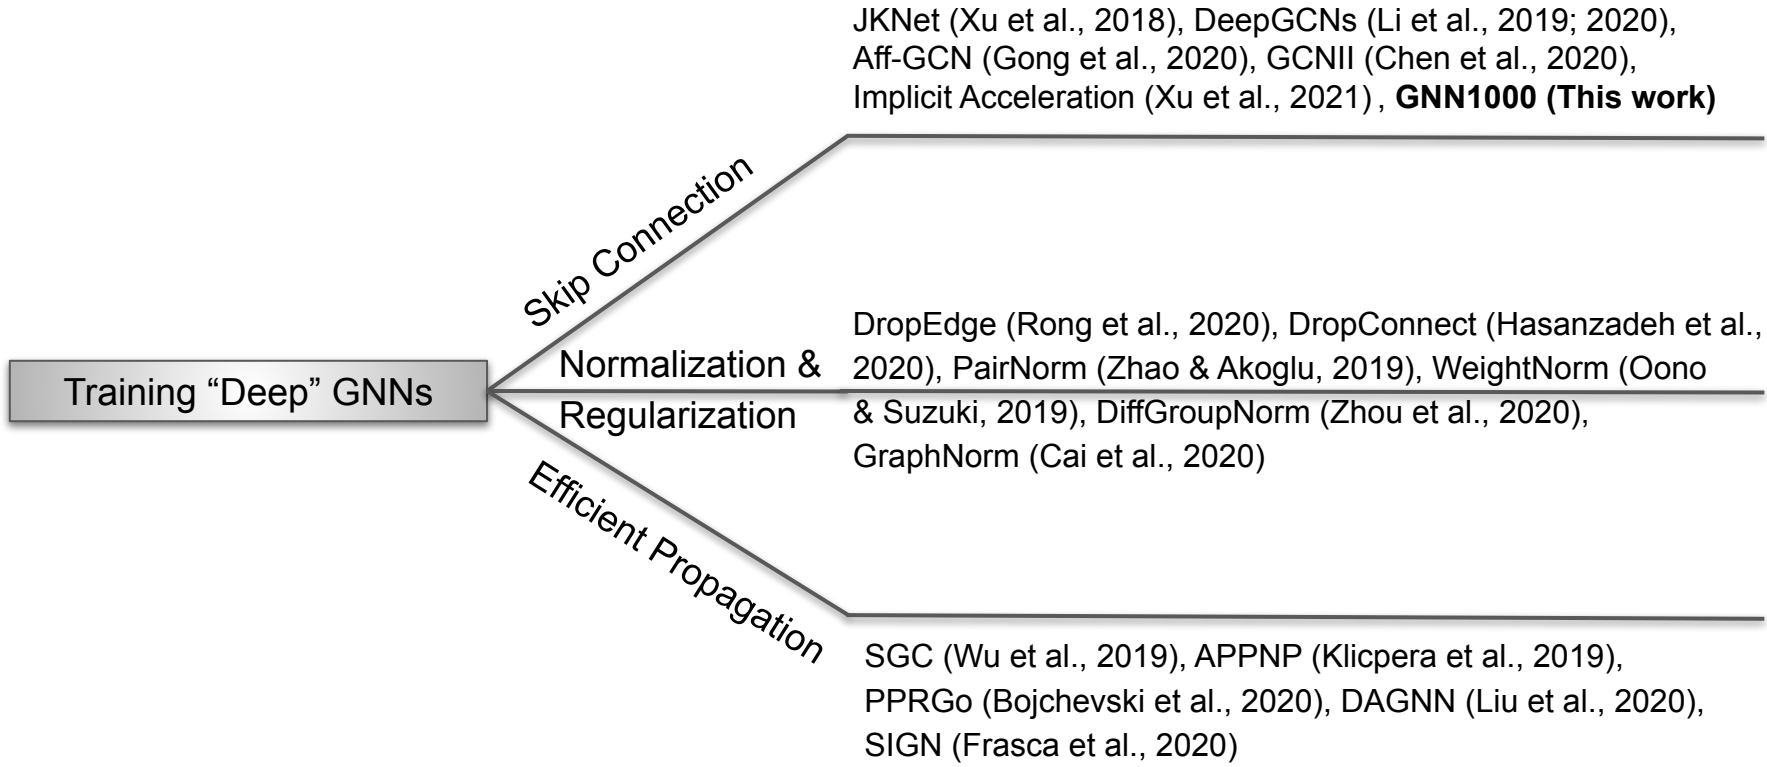 JKNet (Xu et al., 2018), DeepGCNs (Li et al., 2019; 2020),
Aff-GCN (Gong et al., 2020), GCNII (Chen et al., 2020),
Implicit Acceleration (Xu et al., 2021) , GNN1000 (This work)
Skip Connection
Training “Deep” GNNs
Normalization &
Regularization
DropEdge (Rong et al., 2020), DropConnect (Hasanzadeh et al.,
2020), PairNorm (Zhao & Akoglu, 2019), WeightNorm (Oono
& Suzuki, 2019), DiffGroupNorm (Zhou et al., 2020),
GraphNorm (Cai et al., 2020)
Efficient Propagation
SGC (Wu et al., 2019), APPNP (Klicpera et al., 2019),
PPRGo (Bojchevski et al., 2020), DAGNN (Liu et al., 2020),
SIGN (Frasca et al., 2020)